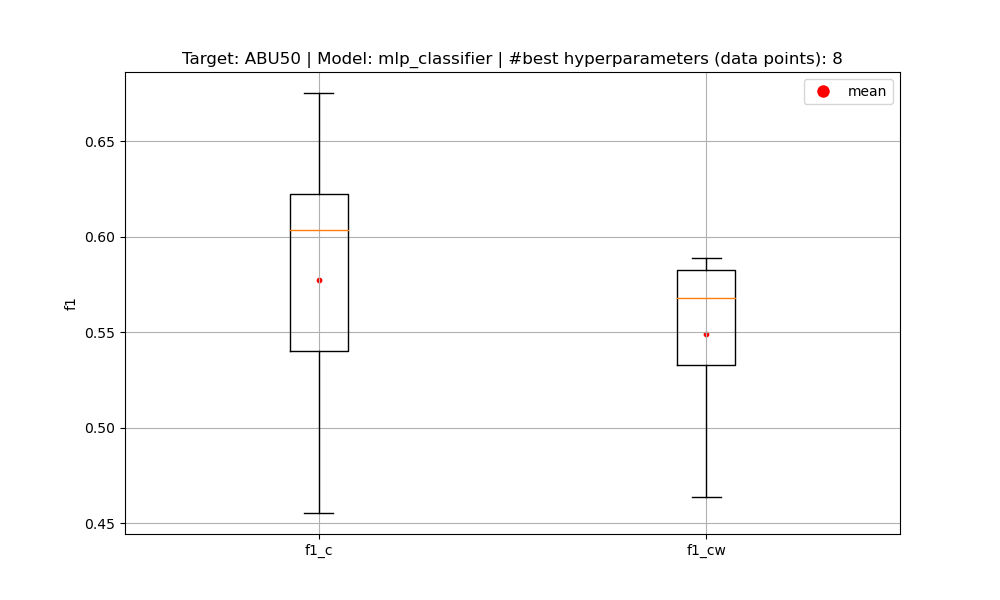 Target: ABU50 | Model: mlp_classifier | #best hyperparameters (data points): 8
mean
0.65
0.60
0.55
0.50
0.45
f1
f1_c
f1_cw